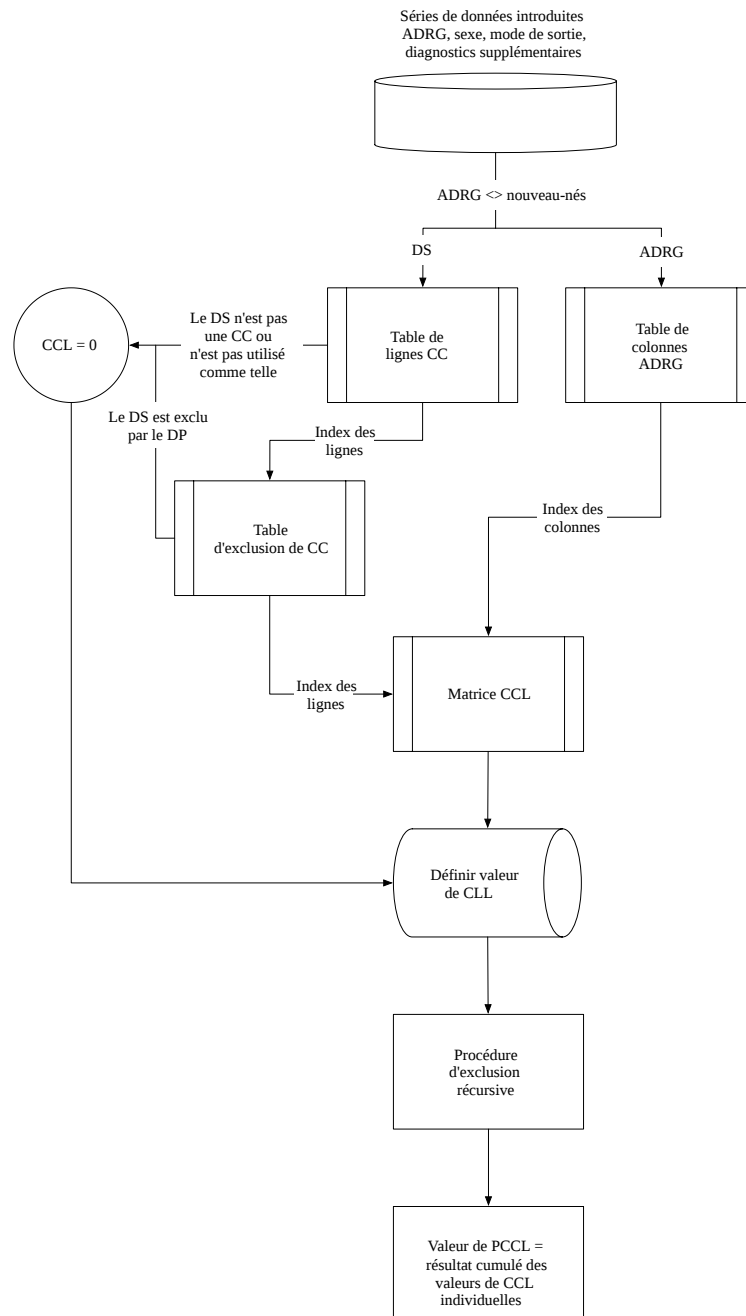 Séries de données introduites
ADRG, sexe, mode de sortie,
diagnostics supplémentaires
ADRG <> nouveau-nés
DS
ADRG
CCL = 0
Le DS n'est pas
une CC ou
n'est pas utilisé
comme telle
Table de
lignes CC
Table de
colonnes
ADRG
Le DS est exclu
par le DP
Index des
lignes
Table
d'exclusion de CC
Index des
colonnes
Index des
lignes
Matrice CCL
Définir valeur
de CLL
Procédure
d'exclusion
récursive
Valeur de PCCL =
résultat cumulé des
valeurs de CCL
individuelles